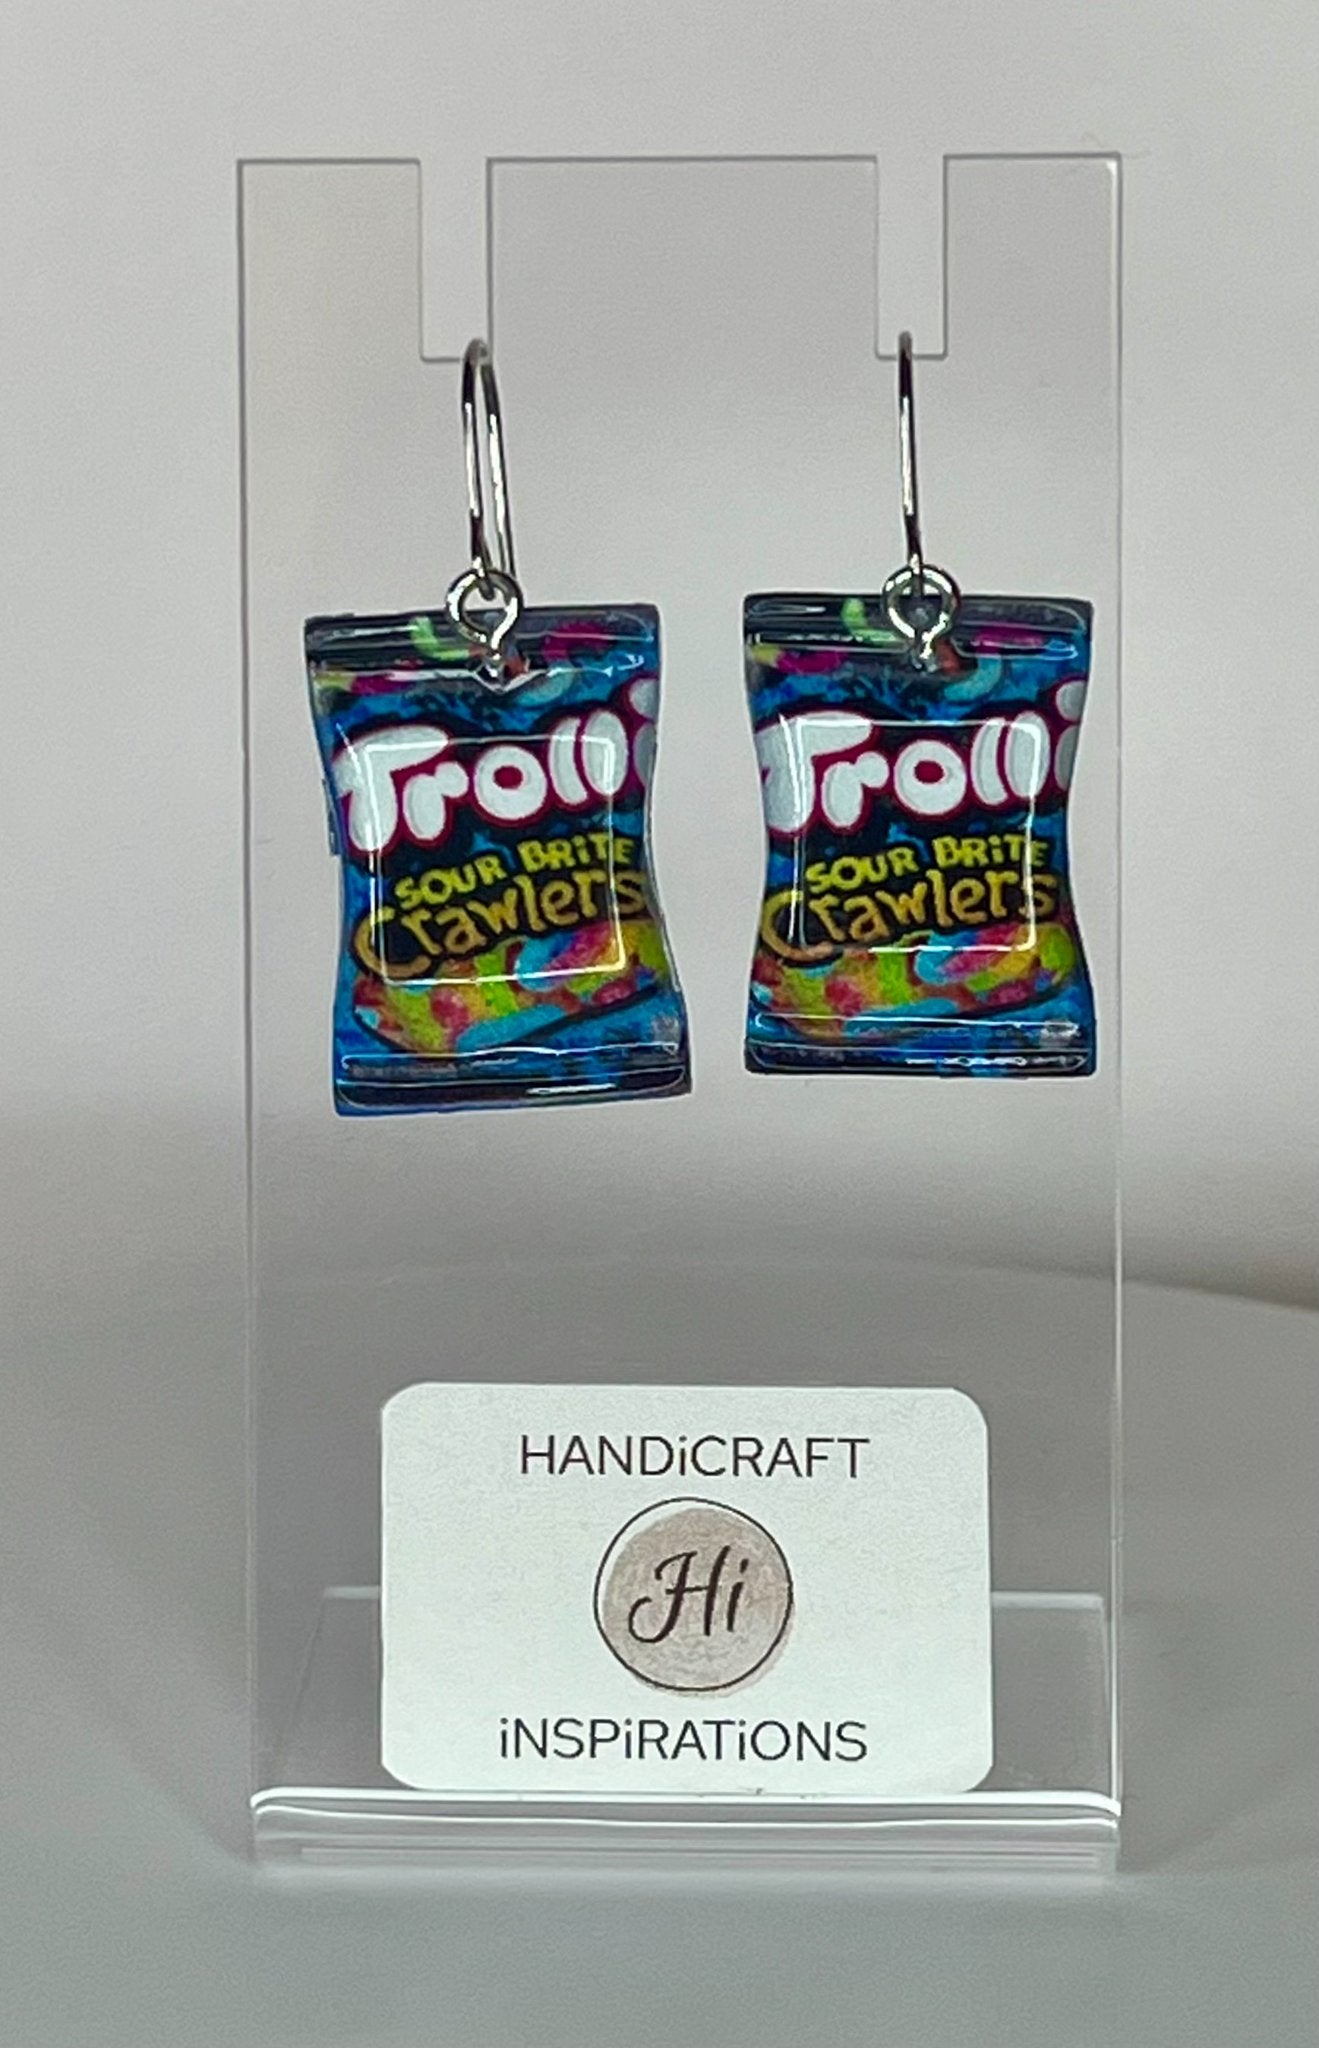 Trolli
SOUR BRiTE
Crawlers
Trolli
SOUR BRiTE
Crawlers
HANDiCRAFT
Hi
iNSPiRATiONS